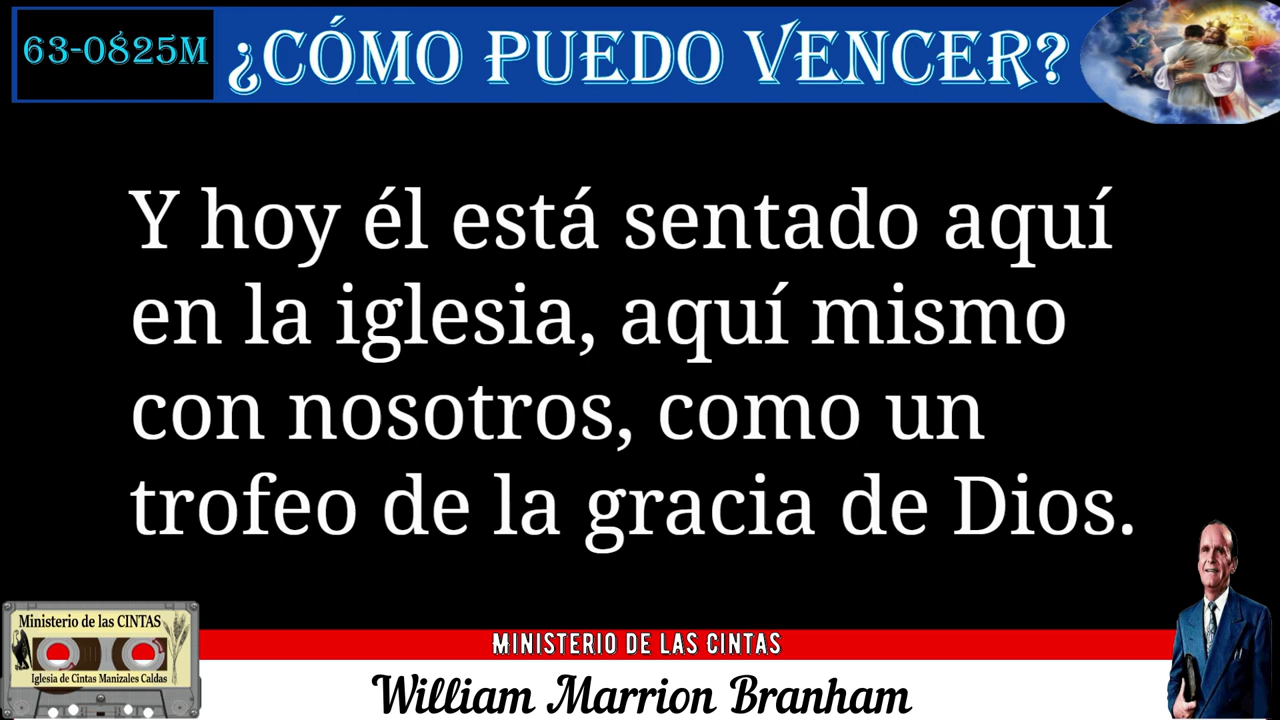 63-0825M
¿CÓMO PUEDO VENCER?
Y hoy él está sentado aquí
en la iglesia, aquí mismo
con nosotros, como un
trofeo de la gracia de Dios.
Ministerio de las CINTAS
Iglesia de Cintas Manizales Caldas
MINISTERIO DE LAS CINTAS
William Marrion Branham